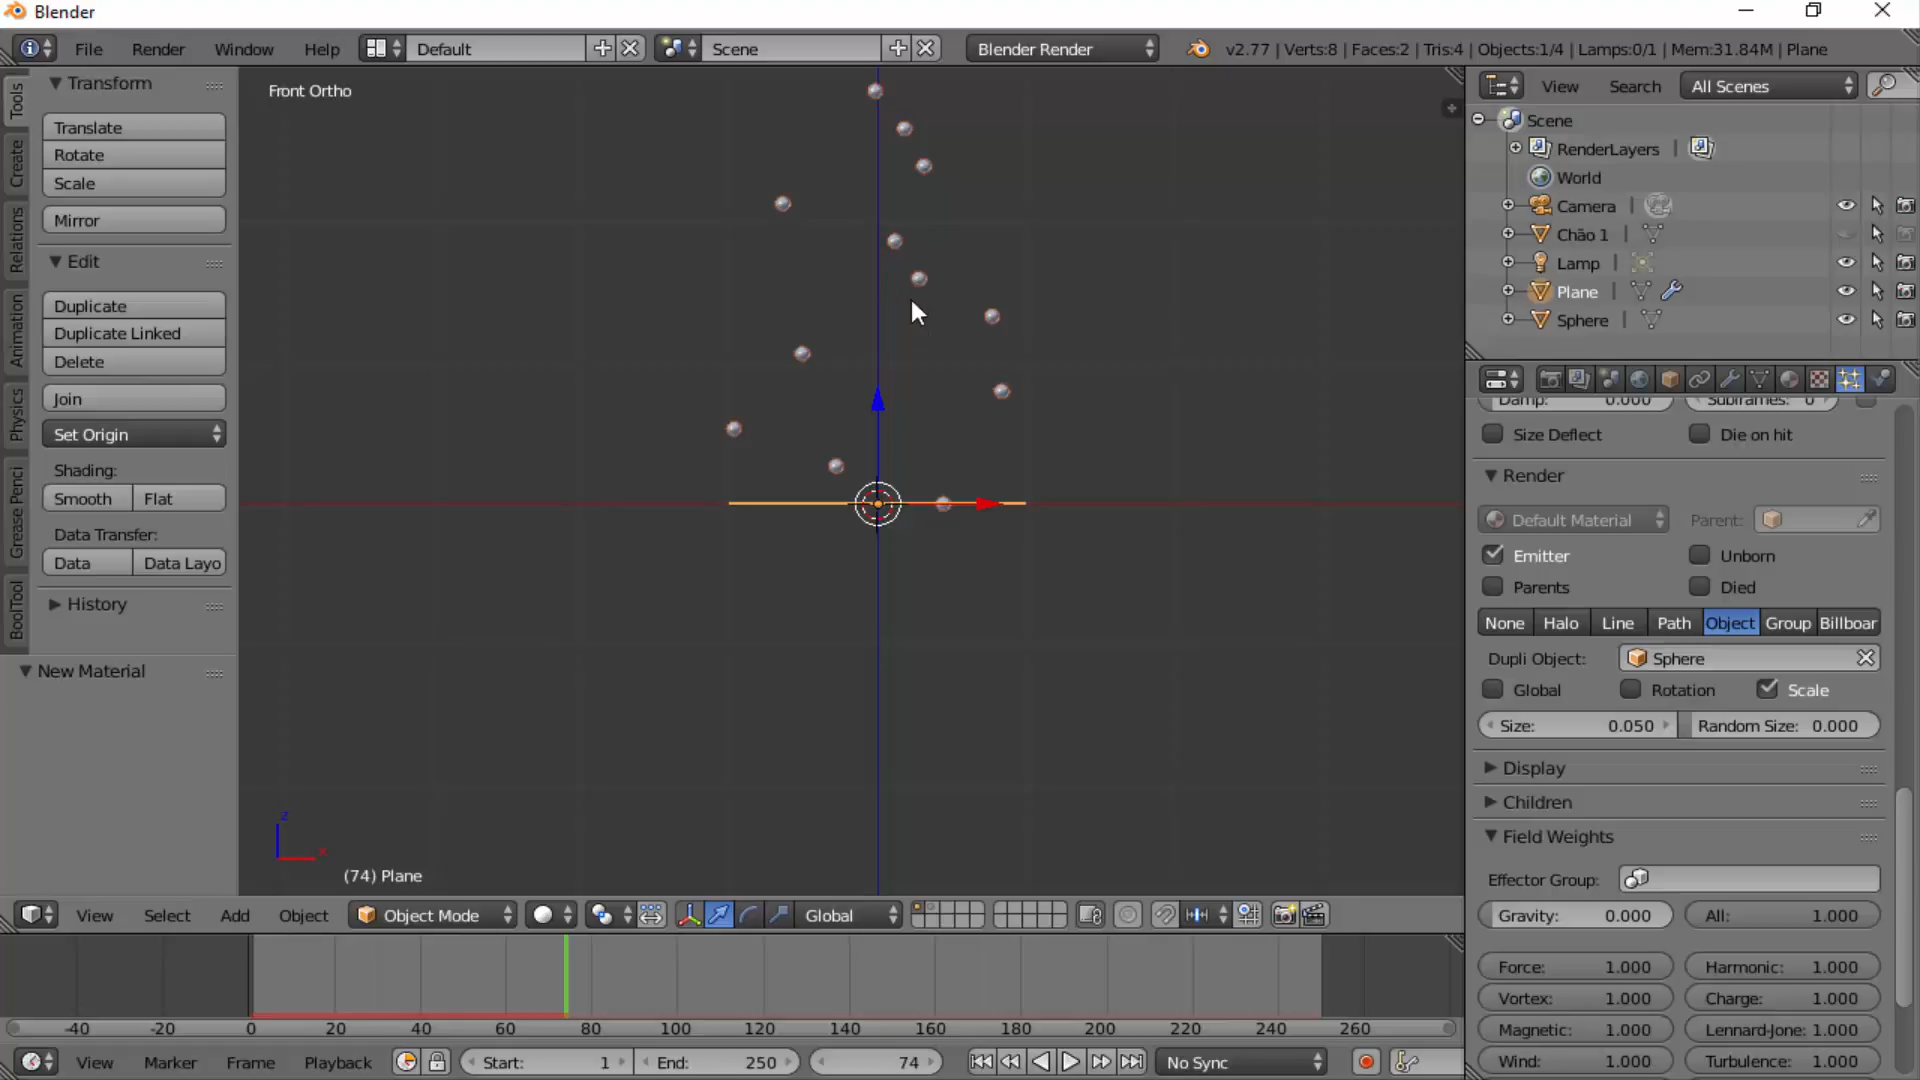 Blender
File Render Window Help Default Scene Blender Render v2.77 | Verts:8 | Faces:2 | Tris:4 | Objects:1/4 | Lamps:0/1 | Mem:31.84M | Plane
Tools
Create
Relations
Animation
Physics
Grease Penci
BoolTool
Transform
Translate
Rotate
Scale
Mirror
Edit
Duplicate
Duplicate Linked
Delete
Join
Set Origin
Shading:
Smooth Flat
Data Transfer:
Data Data Layo
History
New Material
Front Ortho
z
x
(74) Plane
View Select Add Object Object Mode Global
-40 -20 0 20 40 60 80 100 120 140 160 180 200 220 240 260
View Marker Frame Playback Start: 1 End: 250 74 No Sync
View Search All Scenes
Scene
RenderLayers
World
Camera
Chão 1
Lamp
Plane
Sphere
Damp: 0.000 Subframes: 0
Size Deflect Die on hit
Render
Default Material Parent:
Emitter Unborn
Parents Died
None Halo Line Path Object Group Billboar
Dupli Object: Sphere
Global Rotation Scale
Size: 0.050 Random Size: 0.000
Display
Children
Field Weights
Effector Group:
Gravity: 0.000 All: 1.000
Force: 1.000 Harmonic: 1.000
Vortex: 1.000 Charge: 1.000
Magnetic: 1.000 Lennard-Jone: 1.000
Wind: 1.000 Turbulence: 1.000